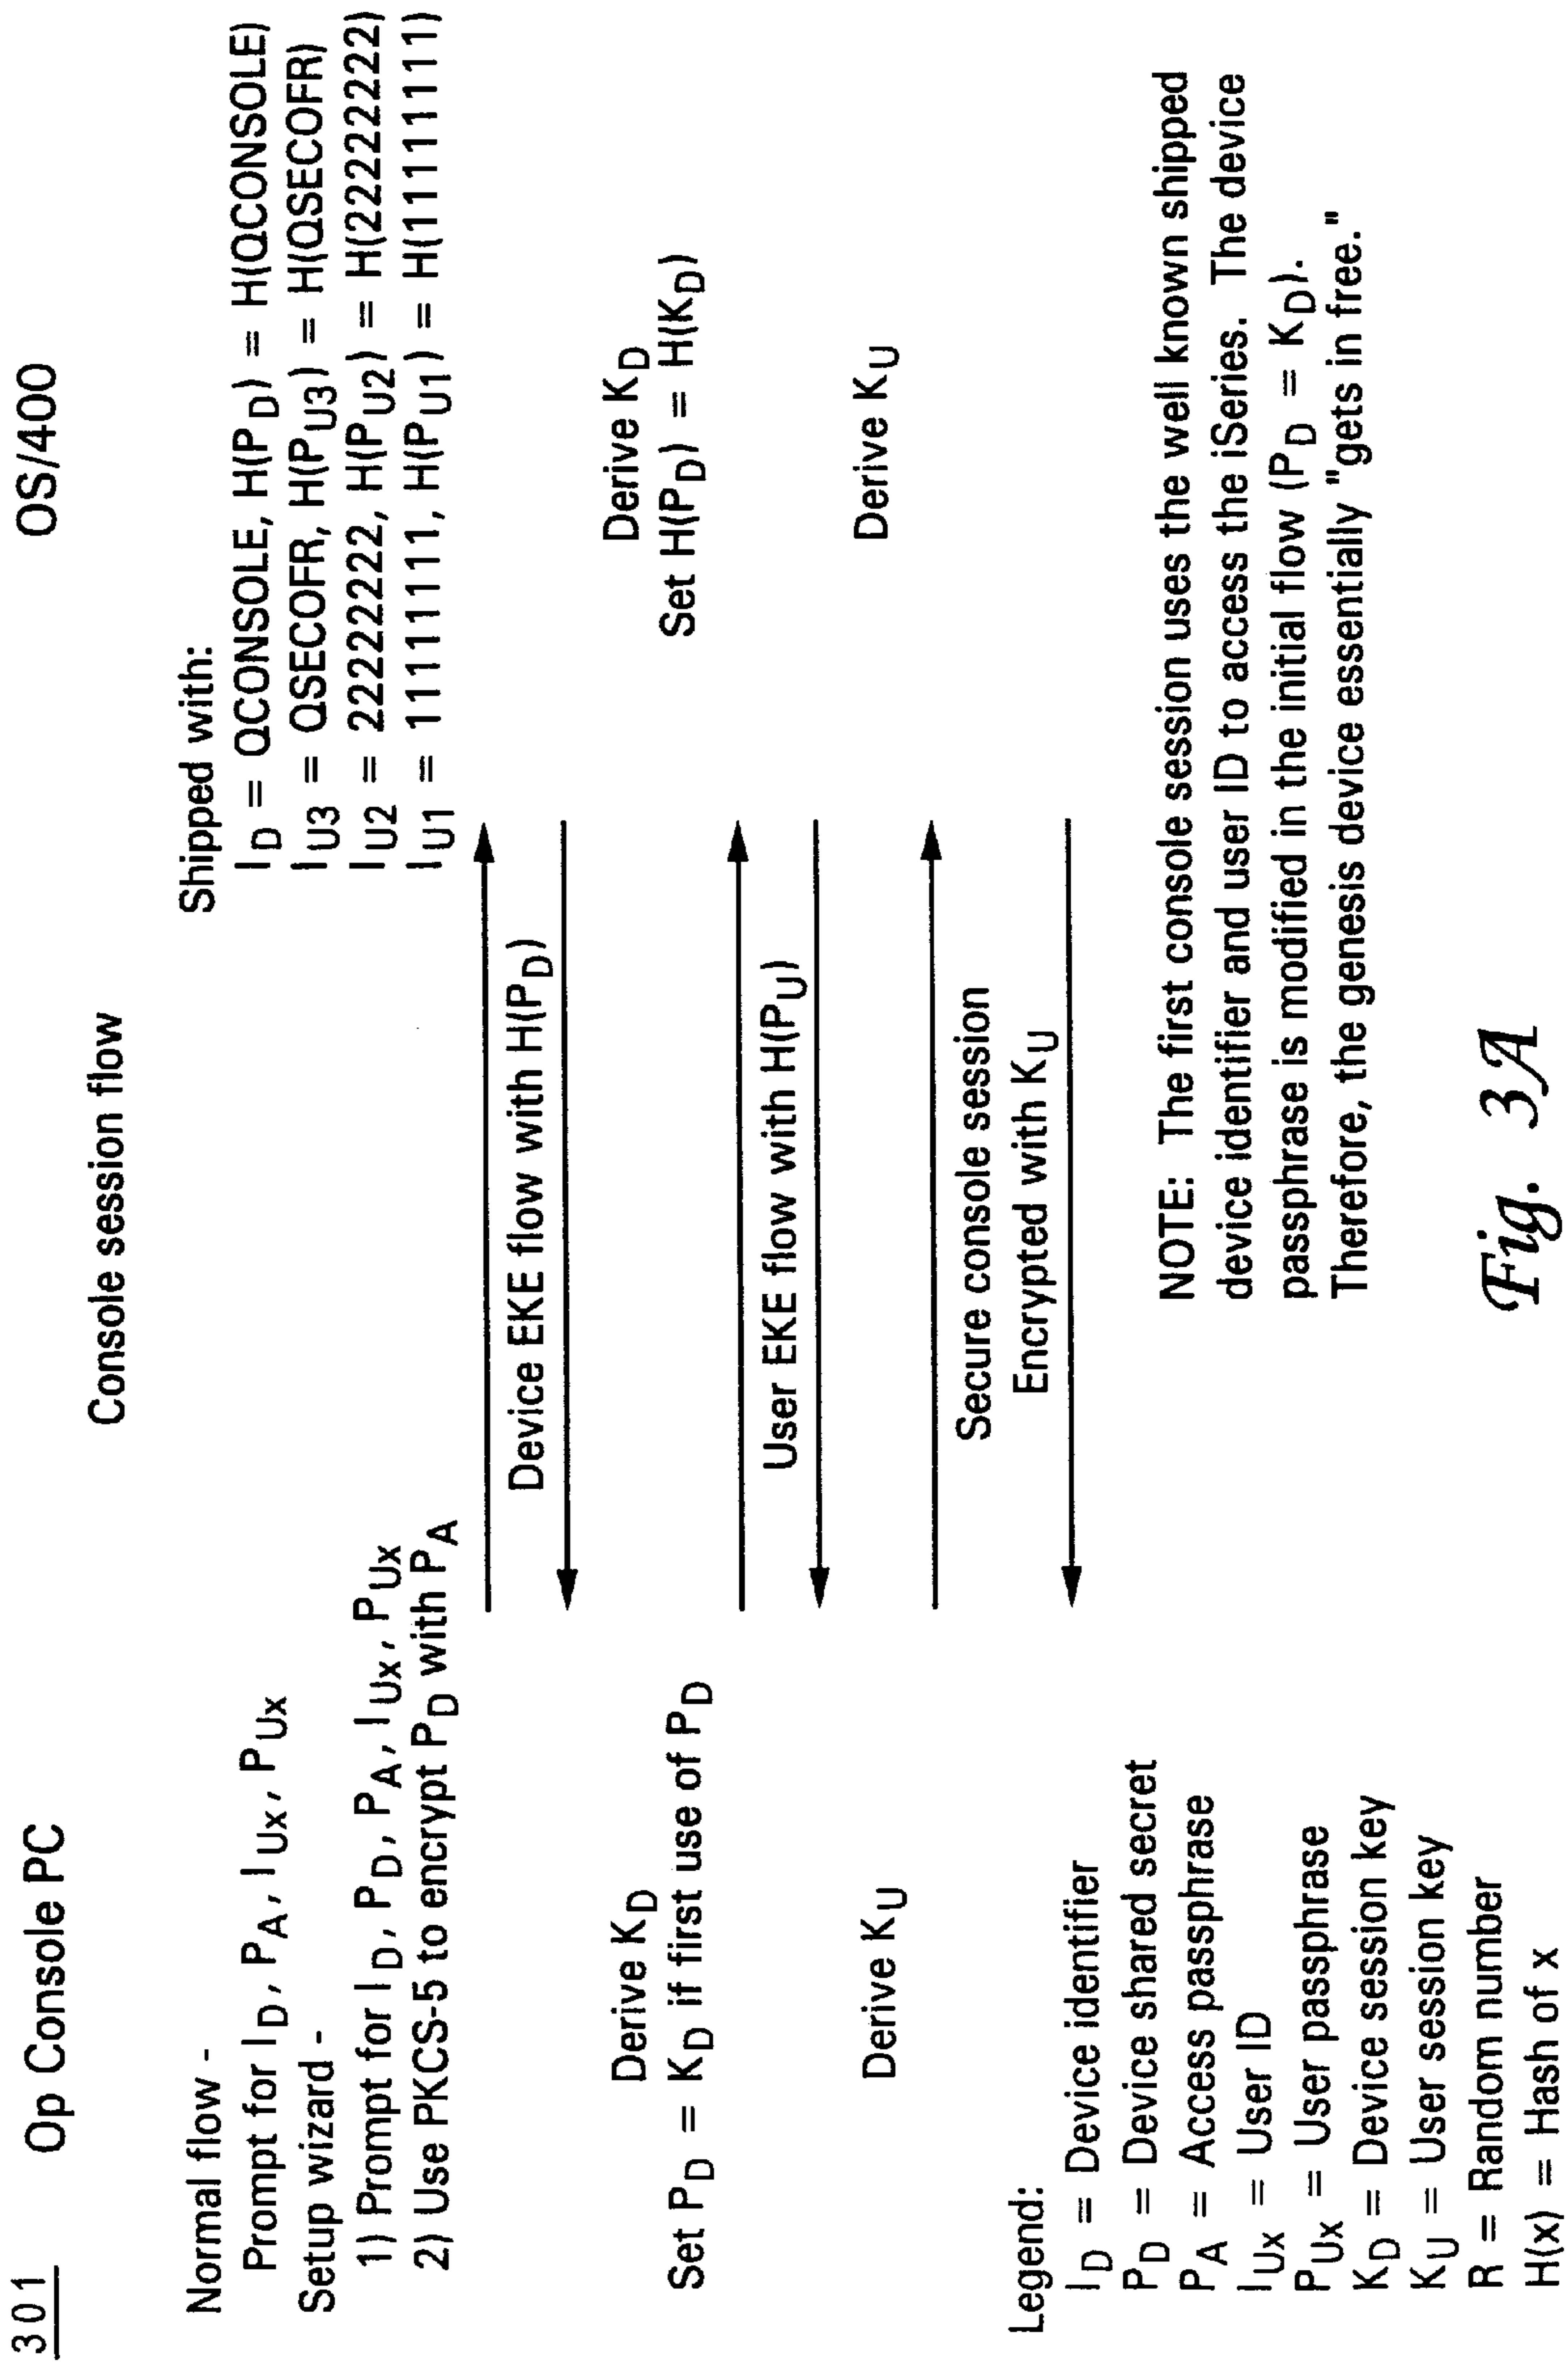 301
Op Console PC
Console session flow
OS/400
Normal flow -
Prompt for I_D, P_A, I_Ux, P_Ux
Setup wizard -
1) Prompt for I_D, P_D, P_A, I_Ux, P_Ux
2) Use PKCS-5 to encrypt P_D with P_A
Shipped with:
I_D = QCONSOLE, H(P_D) = H(QCONSOLE)
I_U3 = QSECOFR, H(P_U3) = H(QSECOFR)
I_U2 = 22222222, H(P_U2) = H(22222222)
I_U1 = 11111111, H(P_U1) = H(11111111)
Device EKE flow with H(P_D)
Derive K_D
Set P_D = K_D if first use of P_D
Derive K_D
Set H(P_D) = H(K_D)
User EKE flow with H(P_U)
Derive K_U
Derive K_U
Secure console session
Encrypted with K_U
Legend:
I_D = Device identifier
P_D = Device shared secret
P_A = Access passphrase
I_Ux = User ID
P_Ux = User passphrase
K_D = Device session key
K_U = User session key
R = Random number
H(x) = Hash of x
NOTE: The first console session uses the well known shipped
device identifier and user ID to access the iSeries. The device
passphrase is modified in the initial flow (P_D = K_D).
Therefore, the genesis device essentially "gets in free."
Fig. 3A